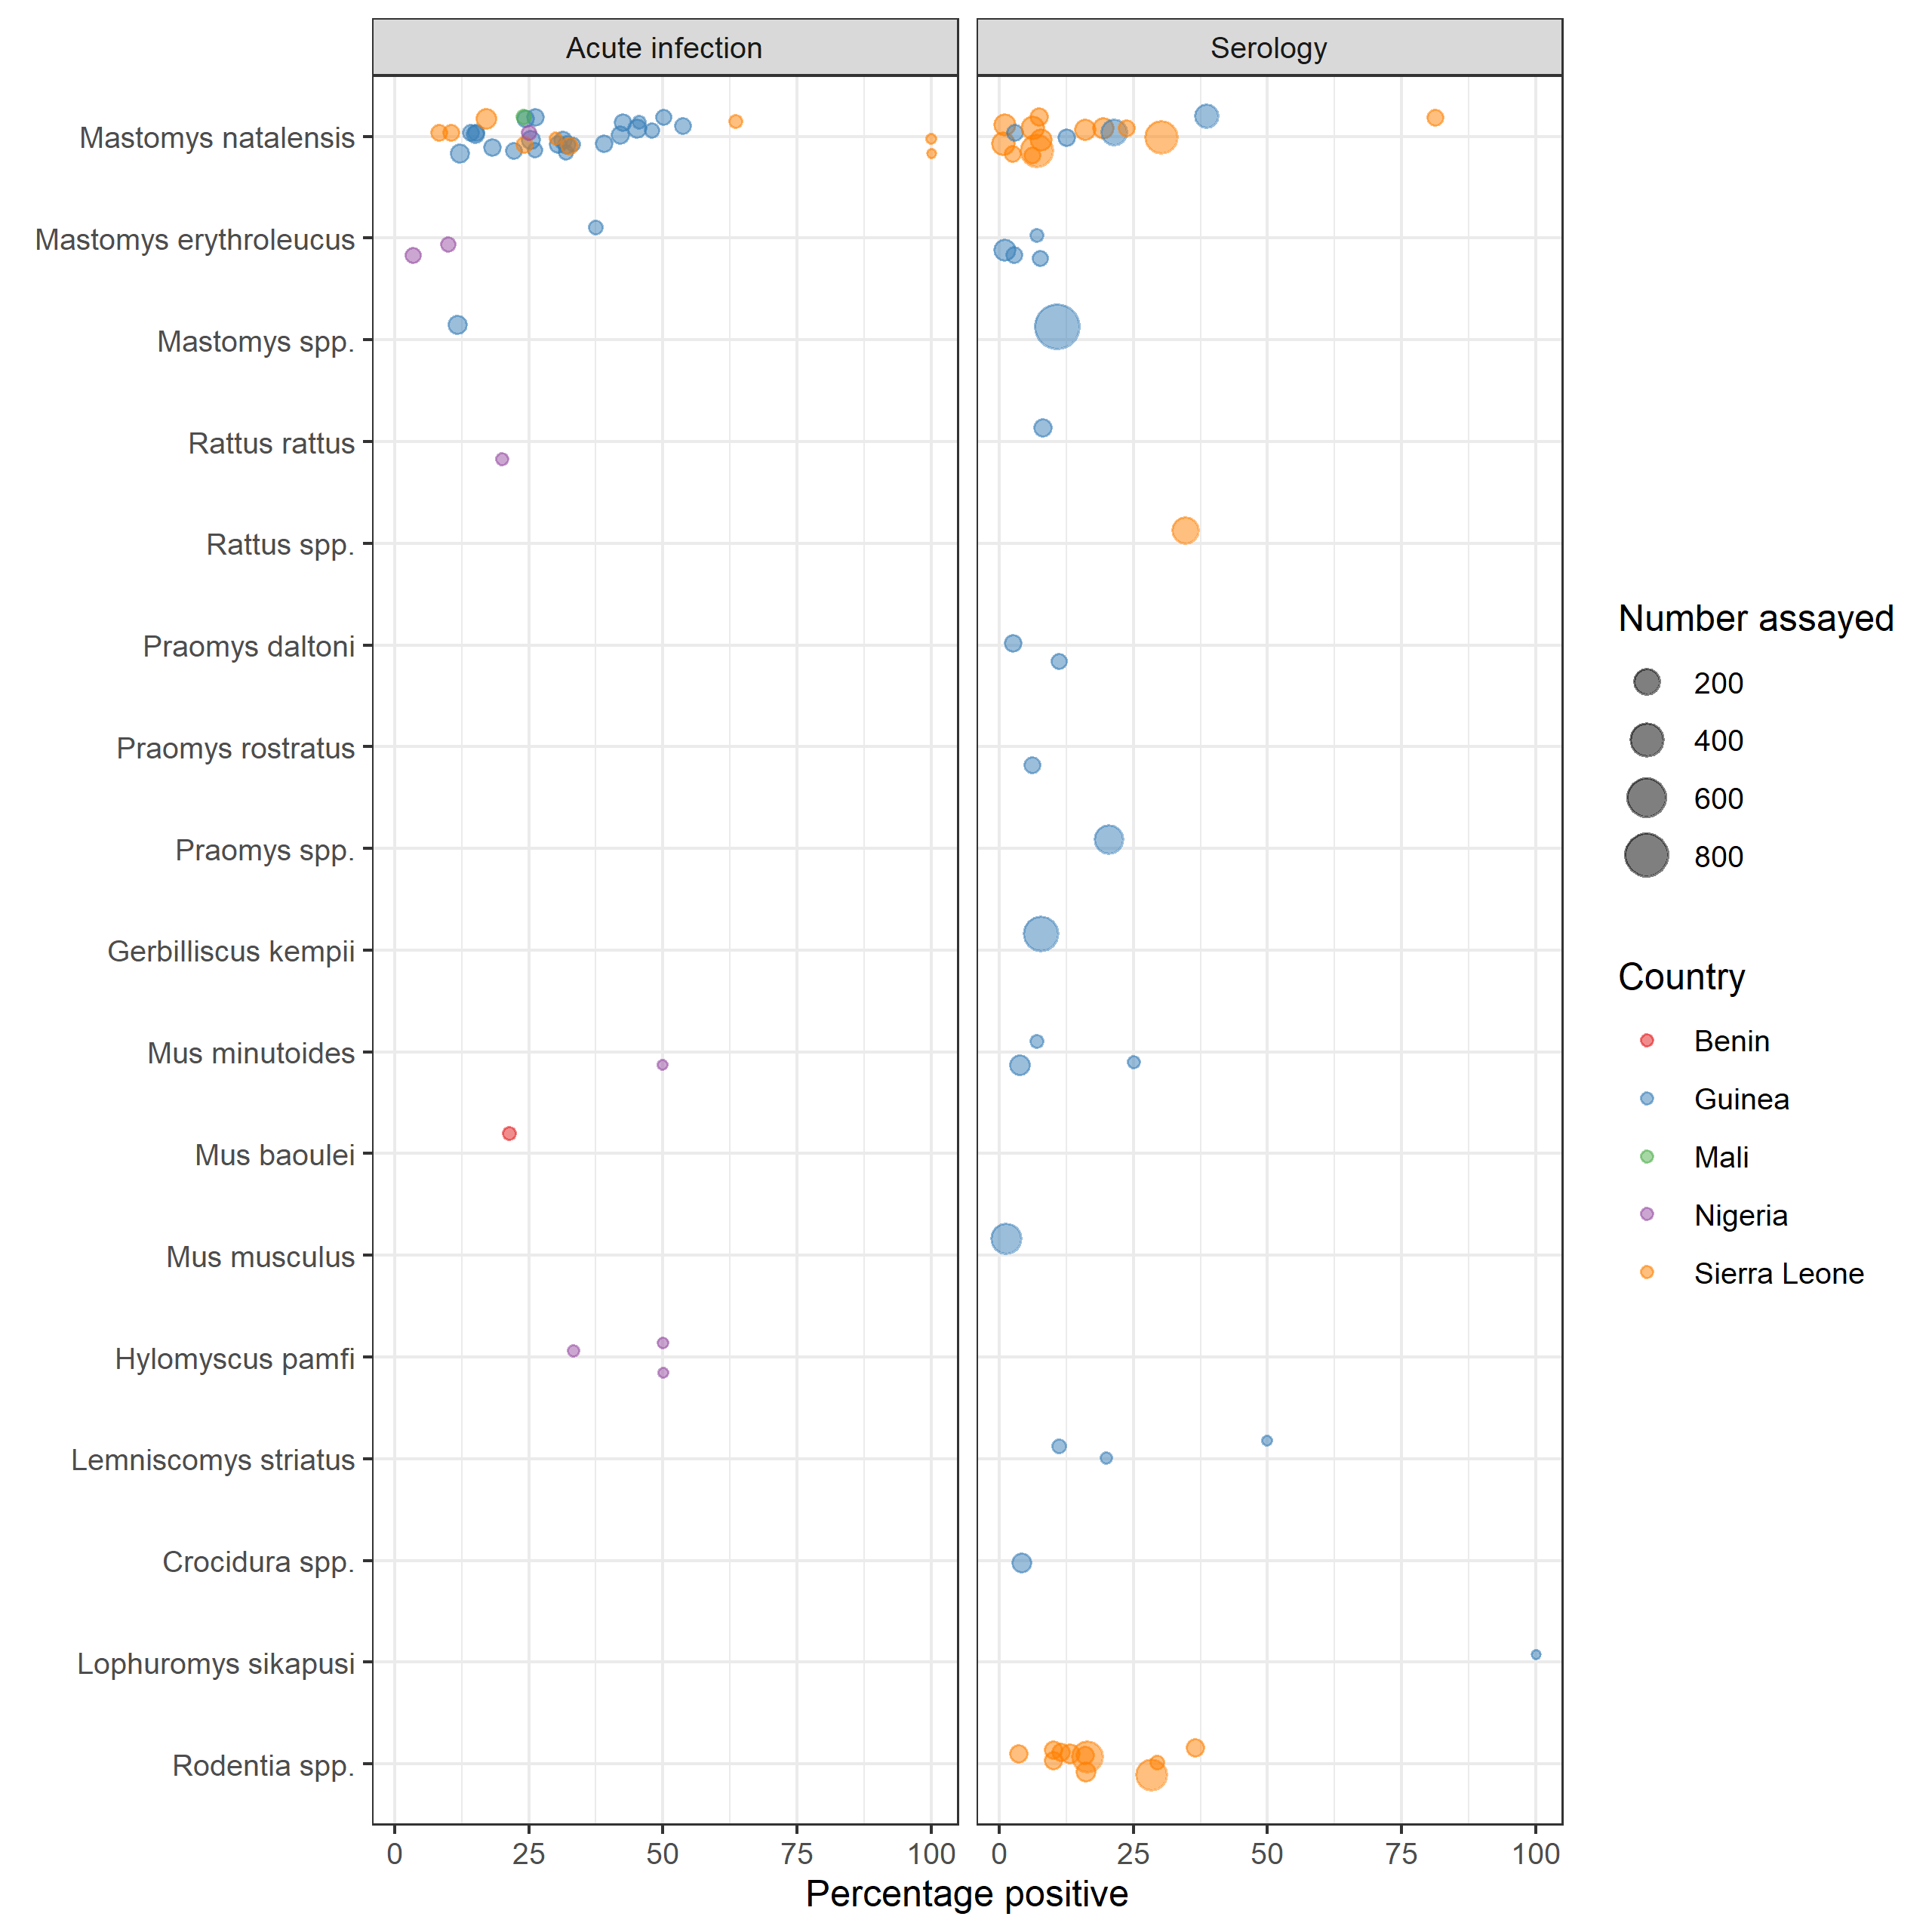 Acute infection
Serology
Mastomys natalensis
Mastomys erythroleucus
Mastomys spp.
Rattus rattus
Rattus spp.
Praomys daltoni
Praomys rostratus
Praomys spp.
Gerbilliscus kempii
Mus minutoides
Mus baoulei
Mus musculus
Hylomyscus pamfi
Lemniscomys striatus
Crocidura spp.
Lophuromys sikapusi
Rodentia spp.
0 25 50 75 100
0 25 50 75 100
Percentage positive
Number assayed
200
400
600
800
Country
Benin
Guinea
Mali
Nigeria
Sierra Leone